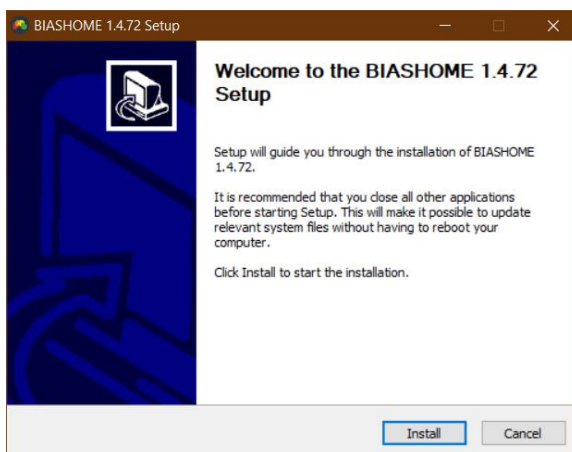 BIASHOME 1.4.72 Setup
Welcome to the BIASHOME 1.4.72
Setup
Setup will guide you through the installation of BIASHOME
1.4.72.
It is recommended that you close all other applications
before starting Setup. This will make it possible to update
relevant system files without having to reboot your
computer.
Click Install to start the installation.
Install
Cancel